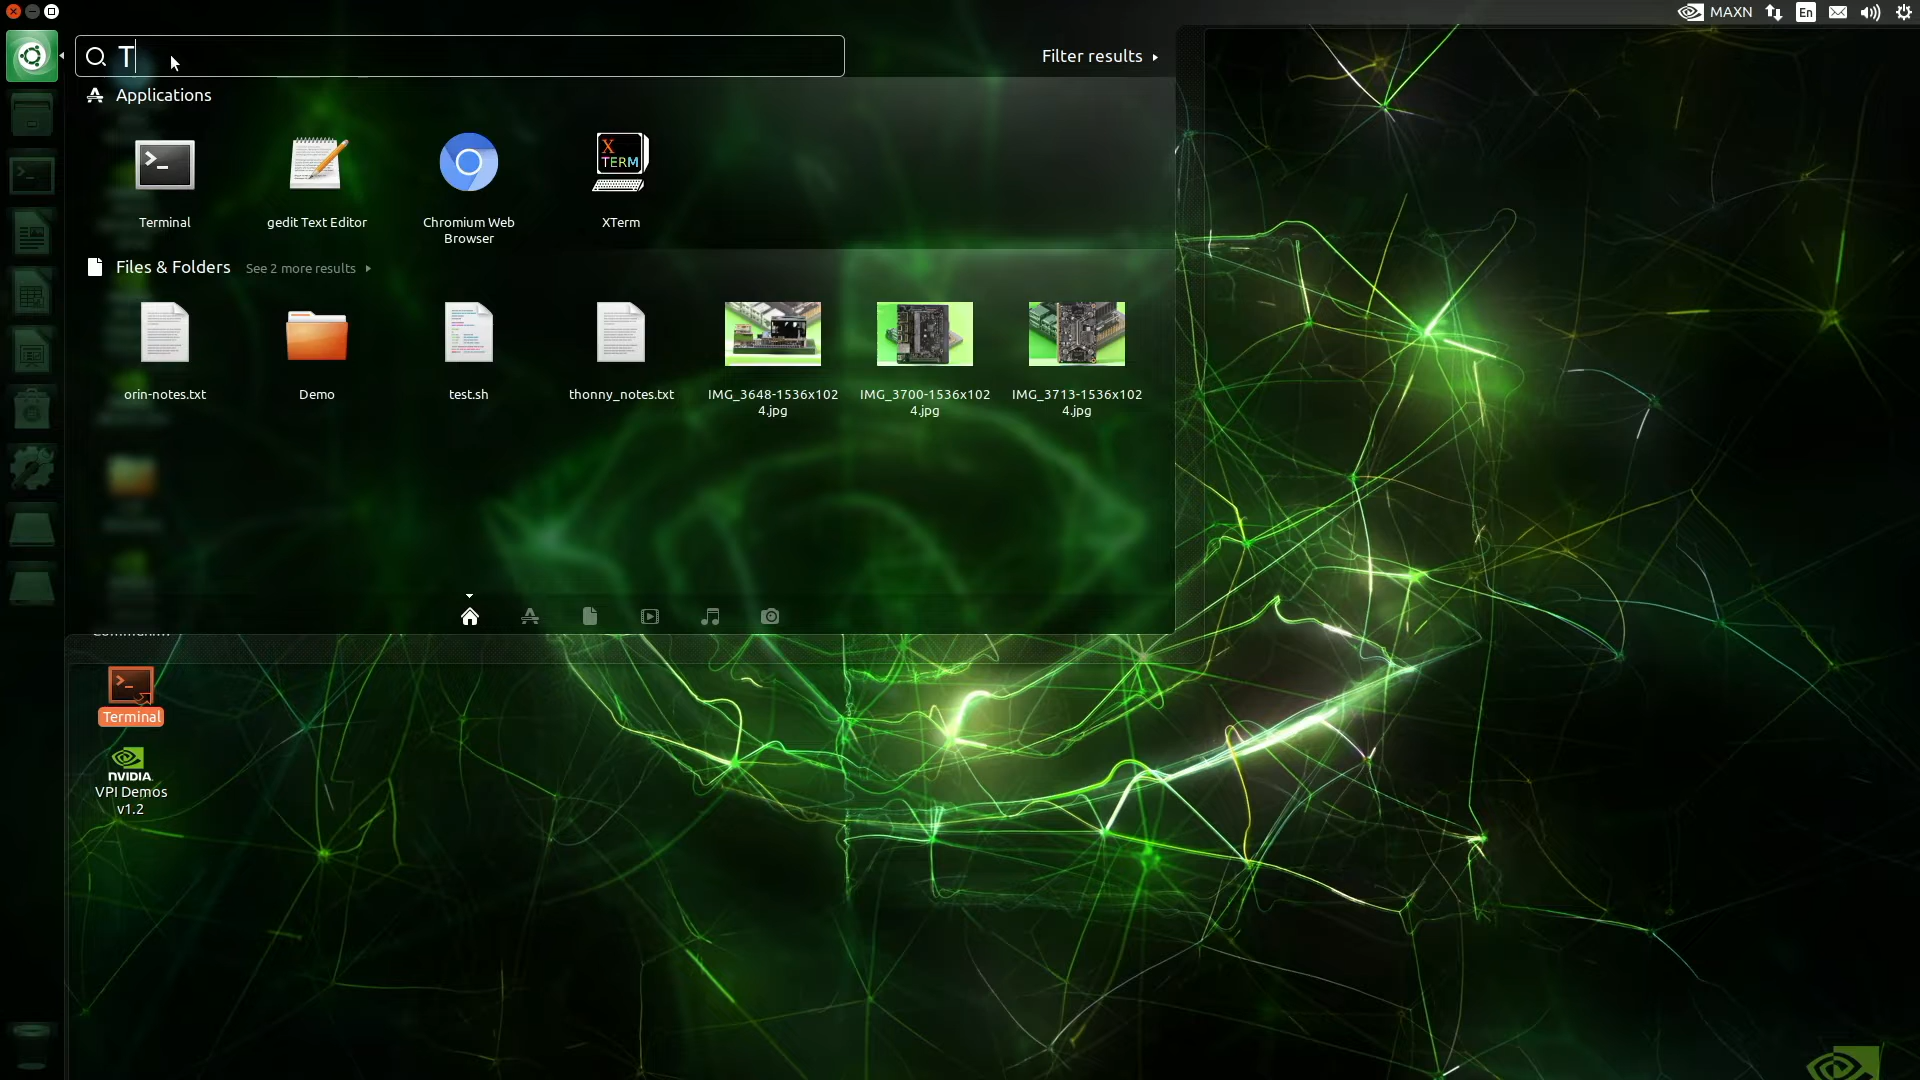 MAXN
En
T
Filter results
Applications
Terminal
gedit Text Editor
Chromium Web
Browser
X
TERM
XTerm
Files & Folders
See 2 more results
orin-notes.txt
Demo
test.sh
thonny_notes.txt
IMG_3648-1536x102
4.jpg
IMG_3700-1536x102
4.jpg
IMG_3713-1536x102
4.jpg
Terminal
NVIDIA.
VPI Demos
v1.2